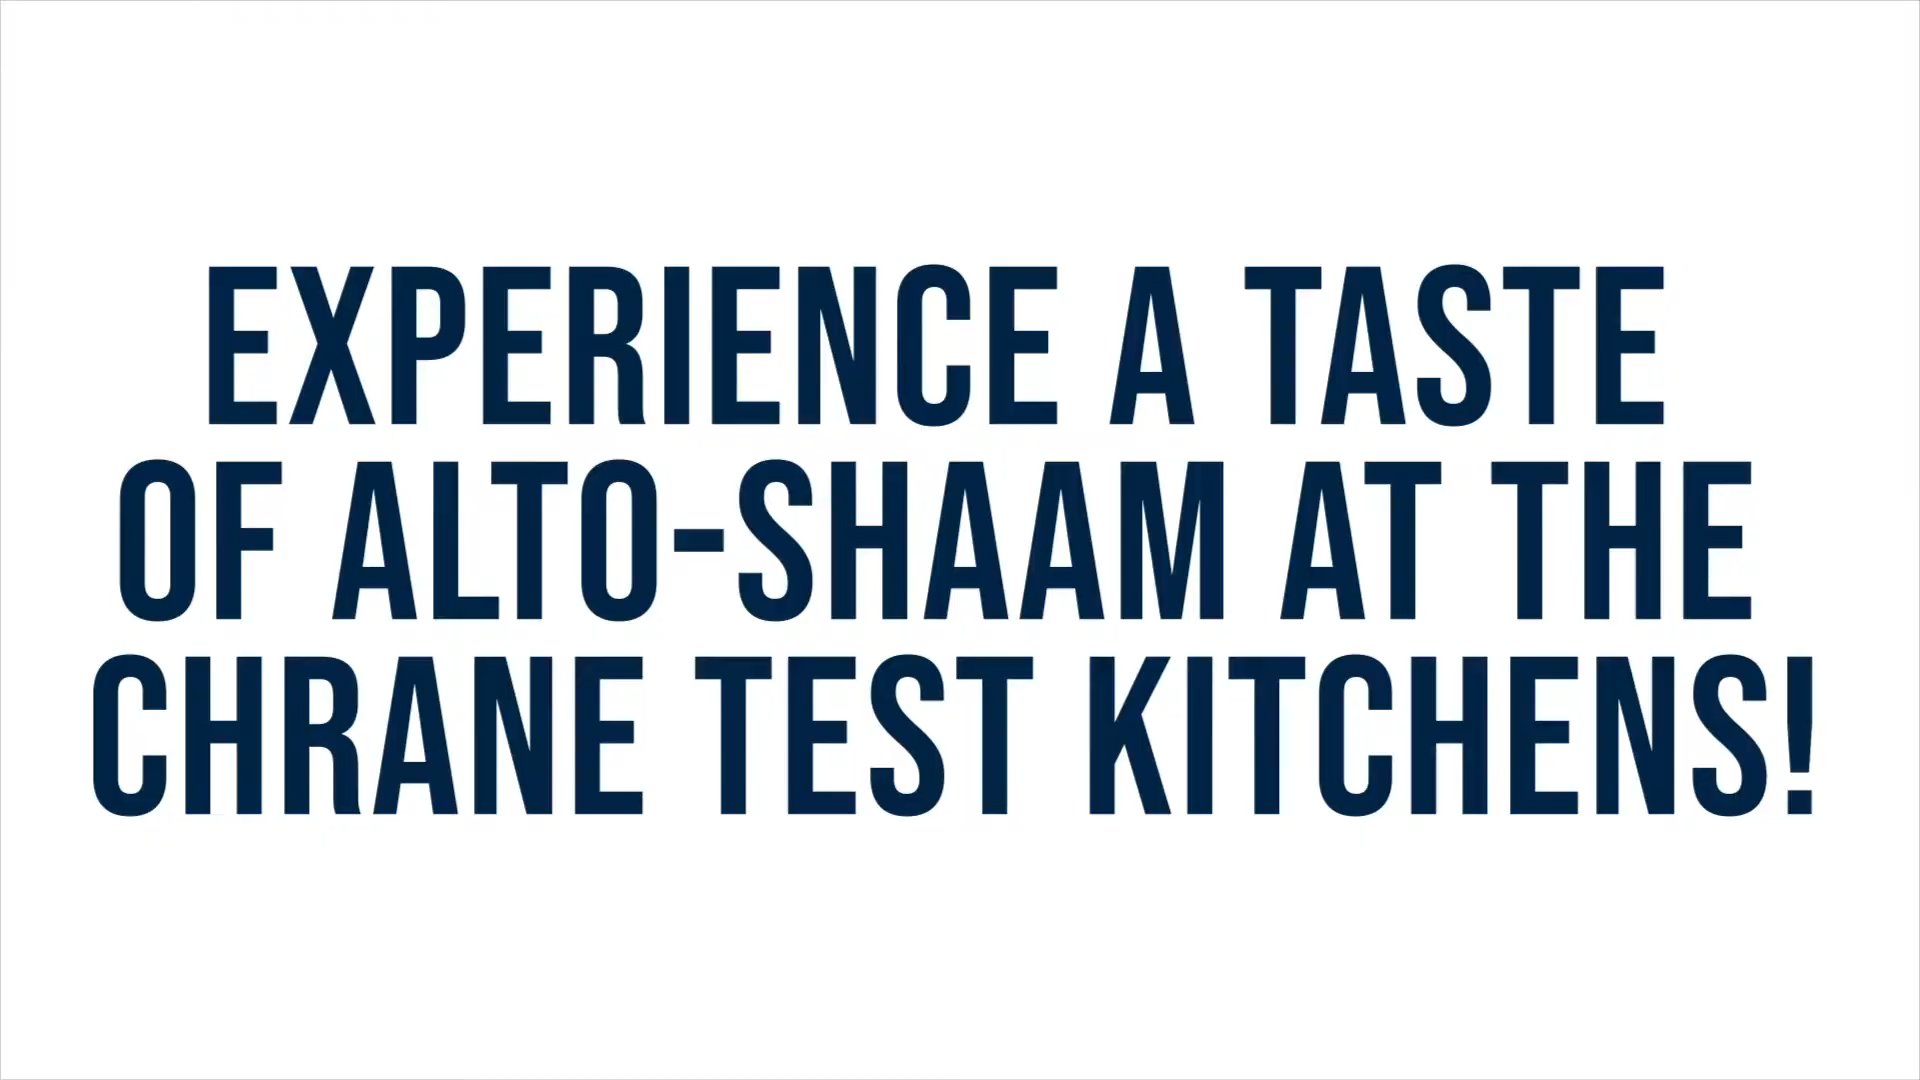 EXPERIENCE A TASTE
OF ALTO-SHAAM AT THE
CHRANE TEST KITCHENS!